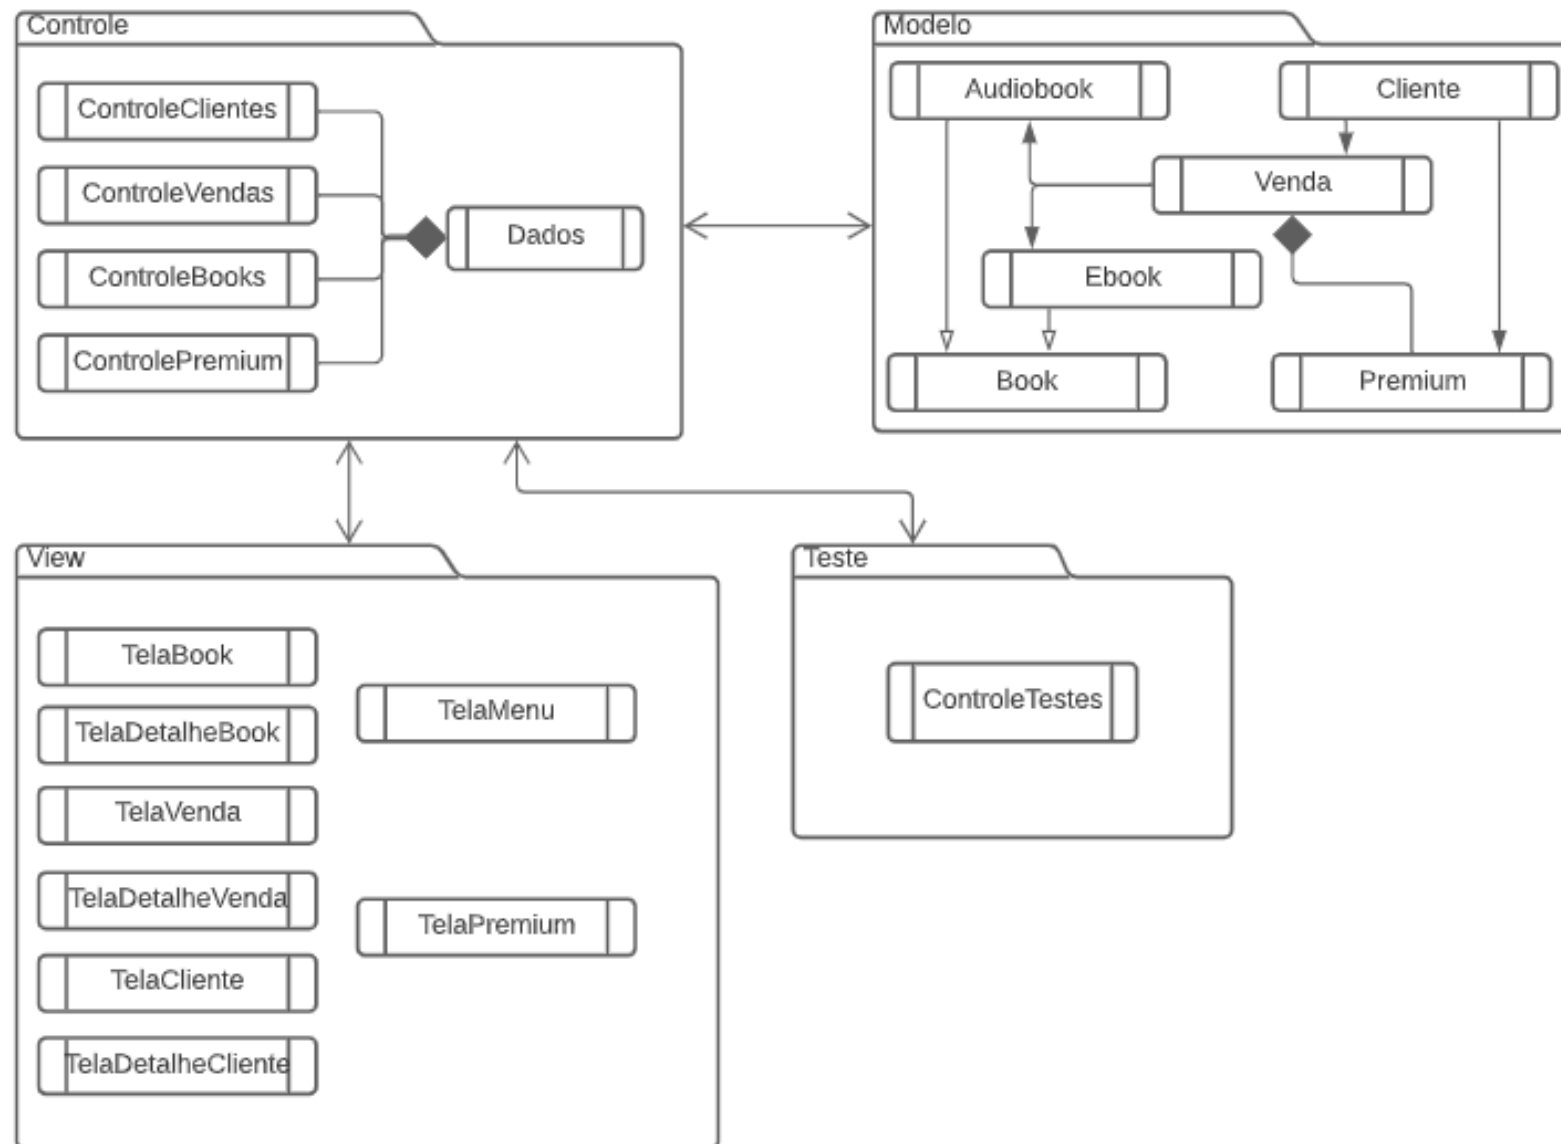 Controle
ControleClientes
ControleVendas
ControleBooks
ControlePremium
Dados
Modelo
Audiobook
Cliente
Venda
Ebook
Book
Premium
View
TelaBook
TelaDetalheBook
TelaVenda
TelaDetalheVenda
TelaCliente
TelaDetalheCliente
TelaMenu
TelaPremium
Teste
ControleTestes